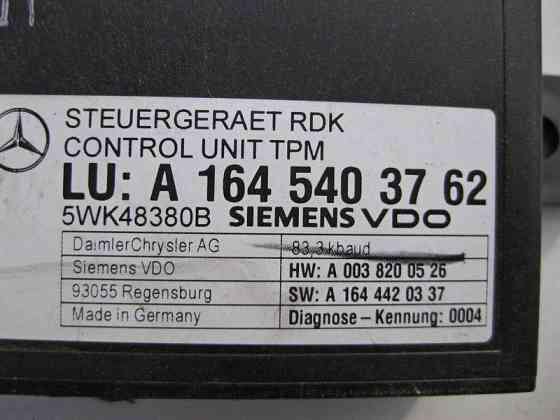 STEUERGERAET RDK
CONTROL UNIT TPM
LU: A 164 540 37 62
5WK48380B SIEMENS VDO
DaimlerChrysler AG 83,3 kbaud
Siemens VDO HW: A 003 820 05 26
93055 Regensburg SW: A 164 442 03 37
Made in Germany Diagnose - Kennung: 0004